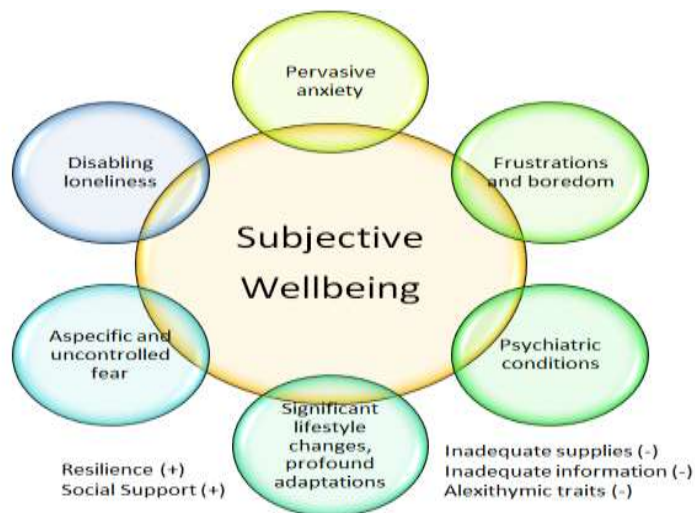 Pervasive
anxiety
Disabling
loneliness
Frustrations
and boredom
Subjective
Wellbeing
Aspecific and
uncontrolled
fear
Psychiatric
conditions
Significant
lifestyle
changes,
profound
adaptations
Resilience (+)
Social Support (+)
Inadequate supplies (-)
Inadequate information (-)
Alexithymic traits (-)